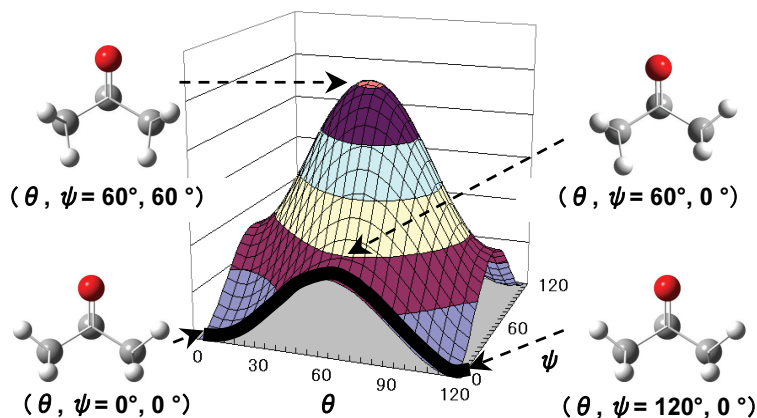 (θ, ψ = 60°, 60°)
(θ, ψ = 60°, 0°)
(θ, ψ = 0°, 0°)
(θ, ψ = 120°, 0°)
0
30
60
90
120
θ
0
60
120
ψ